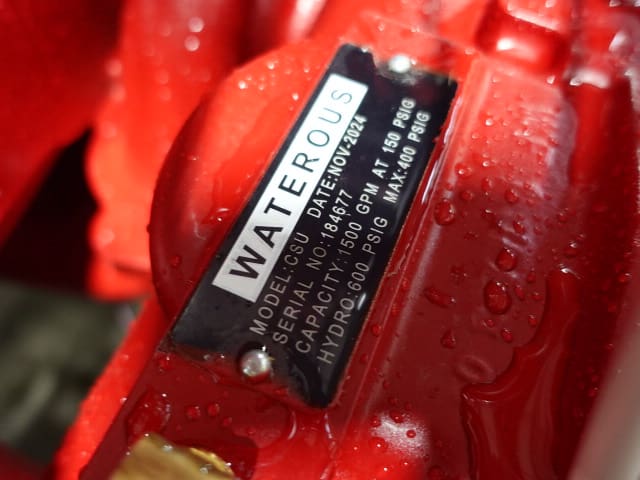 WATEROUS
MODEL:CSU DATE:NOV-2024
SERIAL NO:184677
CAPACITY:1500 GPM AT 150 PSIG
HYDRO:600 PSIG MAX:400 PSIG